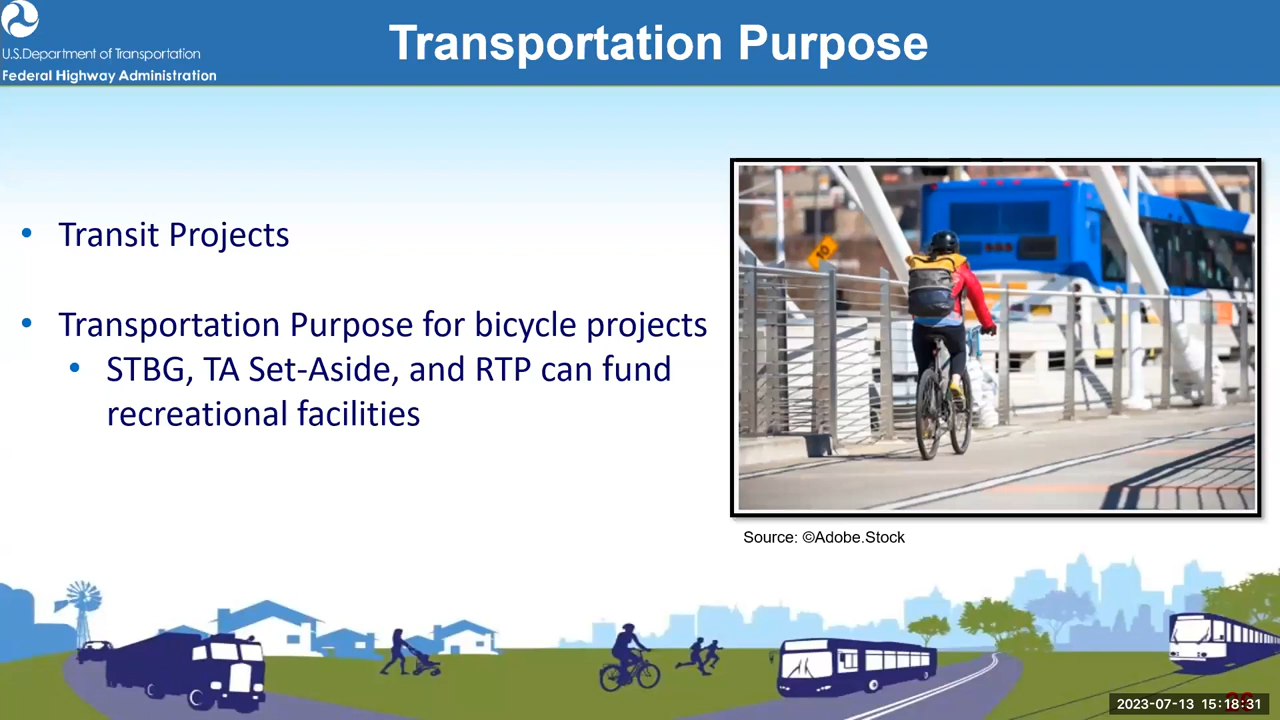 U.S.Department of Transportation
Federal Highway Administration
Transportation Purpose
• Transit Projects
• Transportation Purpose for bicycle projects
• STBG, TA Set-Aside, and RTP can fund
recreational facilities
10
Source: ©Adobe.Stock
2023-07-13 15:18:31